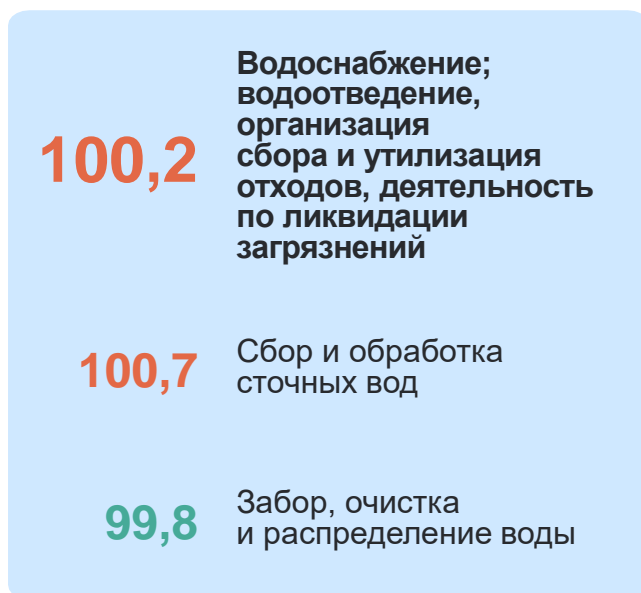 100,2
Водоснабжение;
водоотведение,
организация
сбора и утилизация
отходов, деятельность
по ликвидации
загрязнений
100,7
Сбор и обработка
сточных вод
99,8
Забор, очистка
и распределение воды